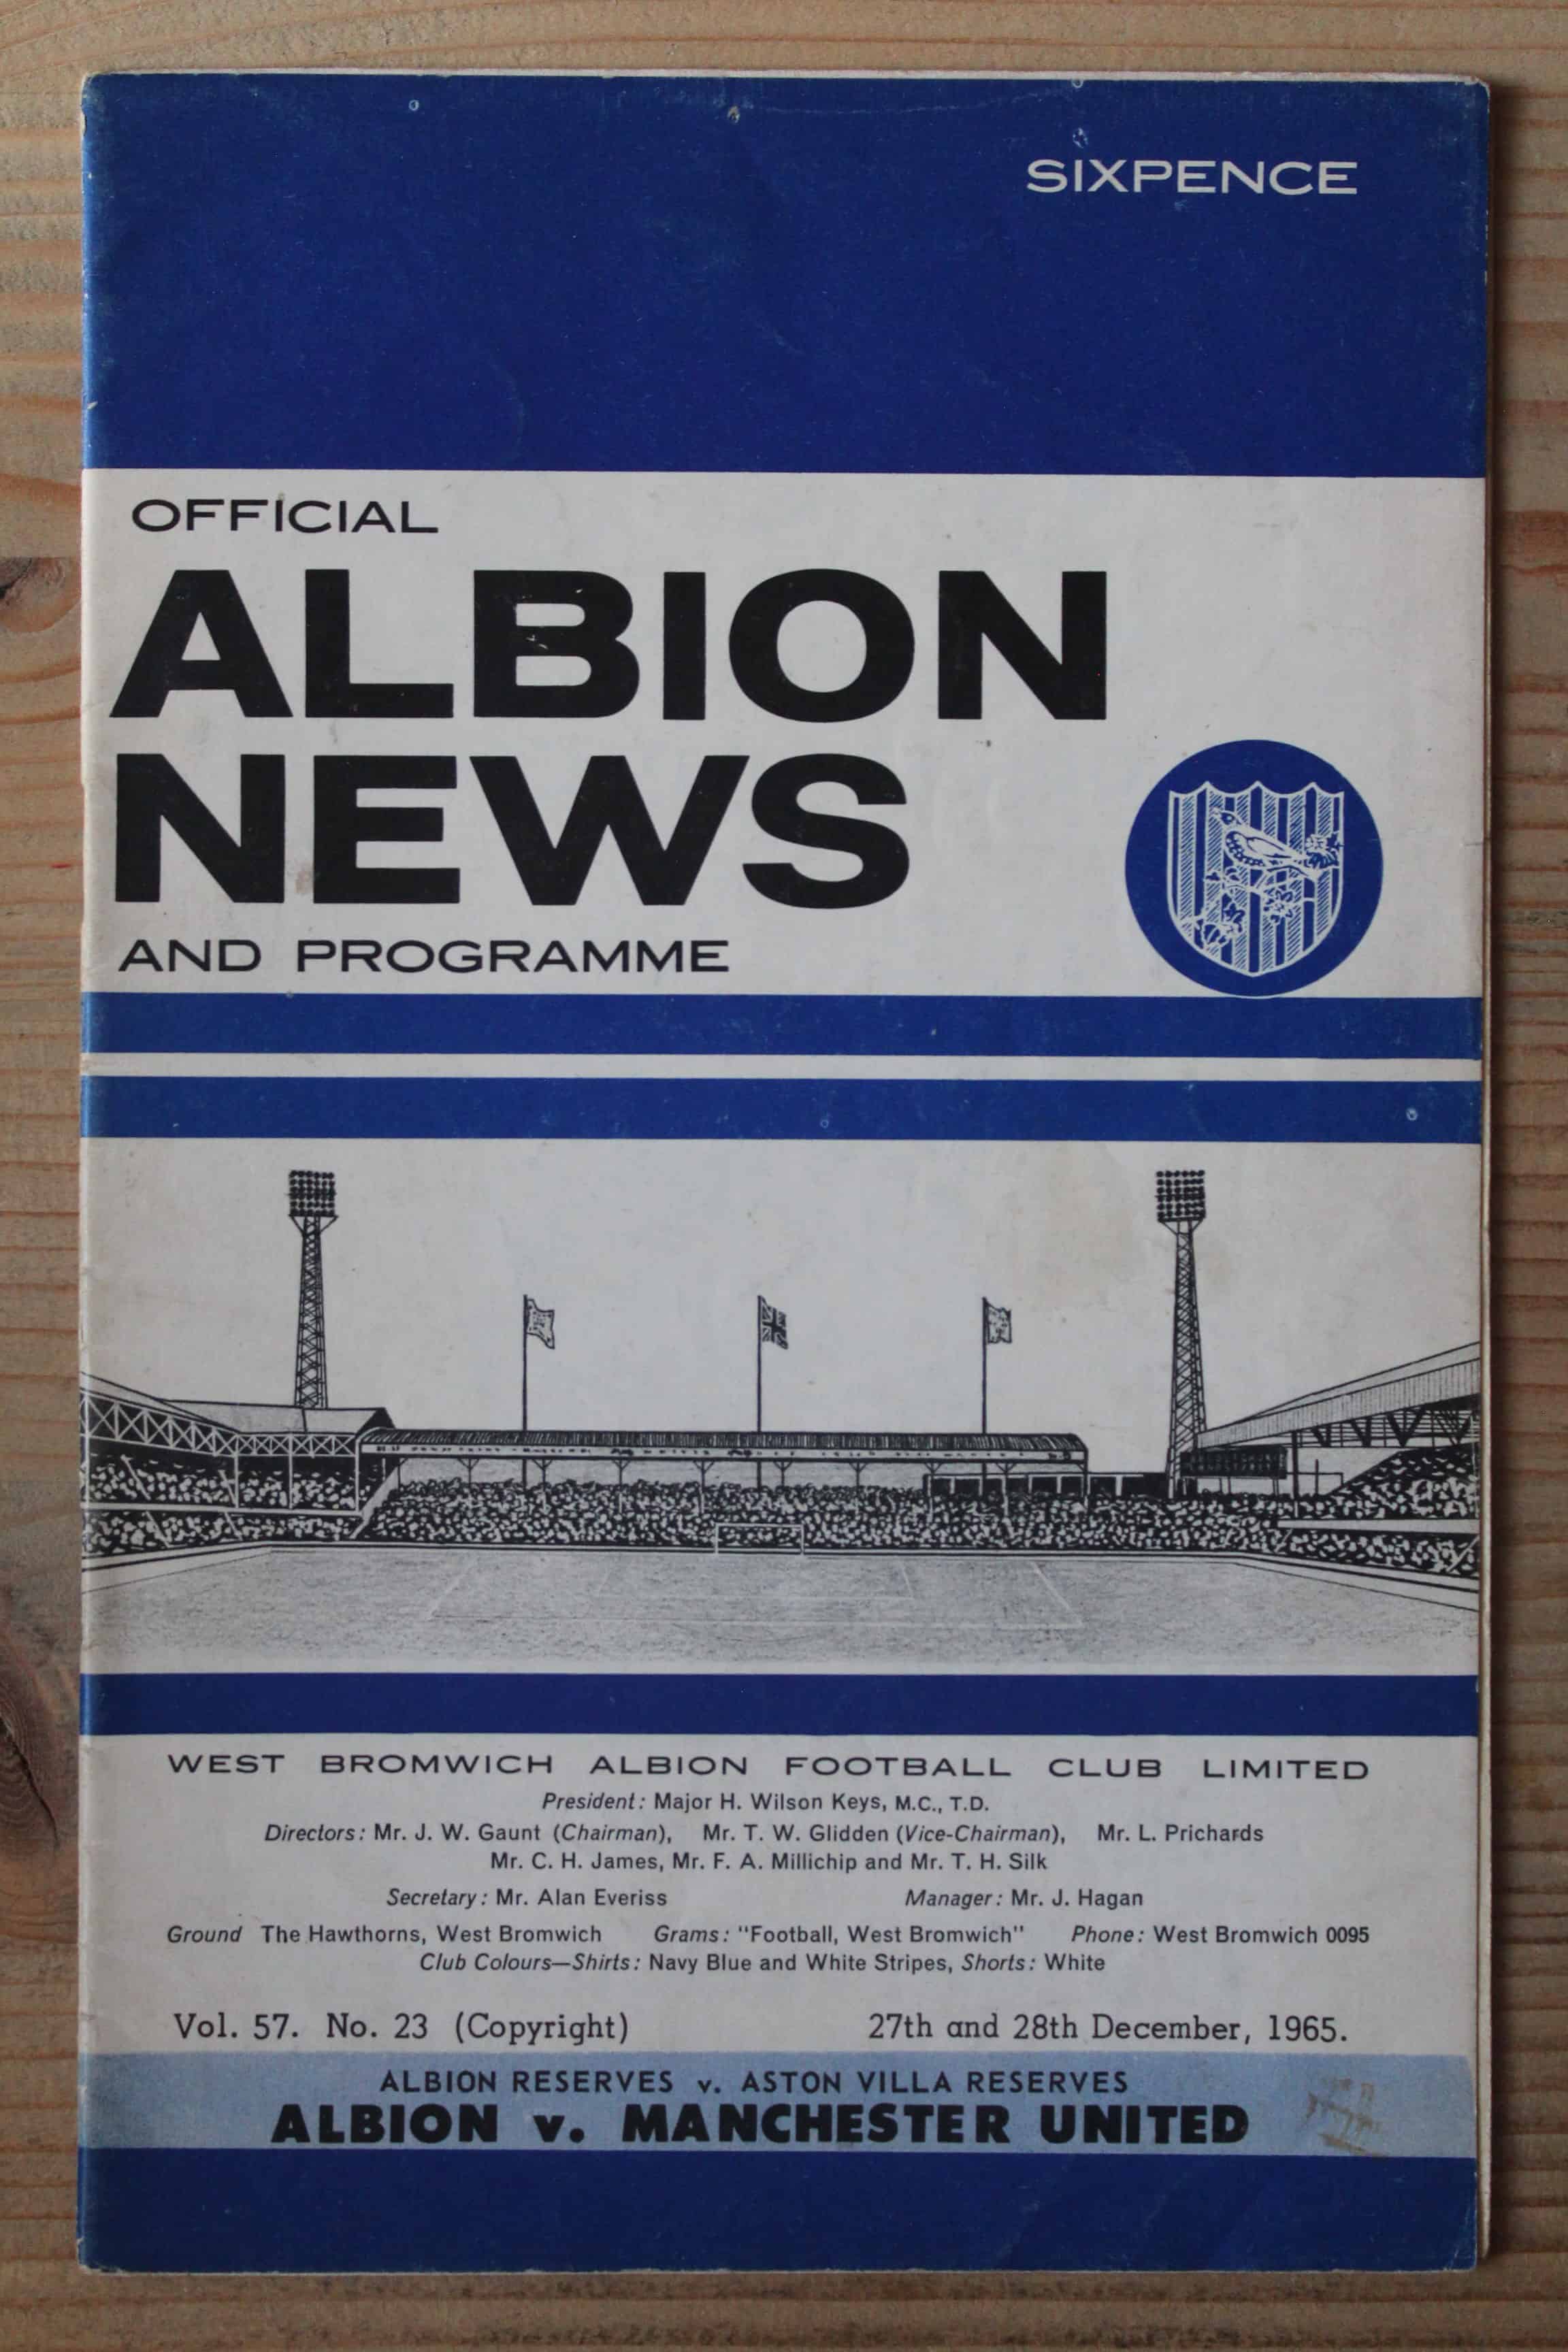 SIXPENCE
OFFICIAL
ALBION
NEWS
AND PROGRAMME
WEST BROMWICH ALBION FOOTBALL CLUB LIMITED
President: Major H. Wilson Keys, M.C., T.D.
Directors: Mr. J. W. Gaunt (Chairman), Mr. T. W. Glidden (Vice-Chairman), Mr. L. Prichards
Mr. C. H. James, Mr. F. A. Millichip and Mr. T. H. Silk
Secretary: Mr. Alan Everiss Manager: Mr. J. Hagan
Ground The Hawthorns, West Bromwich Grams: "Football, West Bromwich" Phone: West Bromwich 0095
Club Colours—Shirts: Navy Blue and White Stripes, Shorts: White
Vol. 57. No. 23 (Copyright) 27th and 28th December, 1965.
ALBION RESERVES v. ASTON VILLA RESERVES
ALBION v. MANCHESTER UNITED